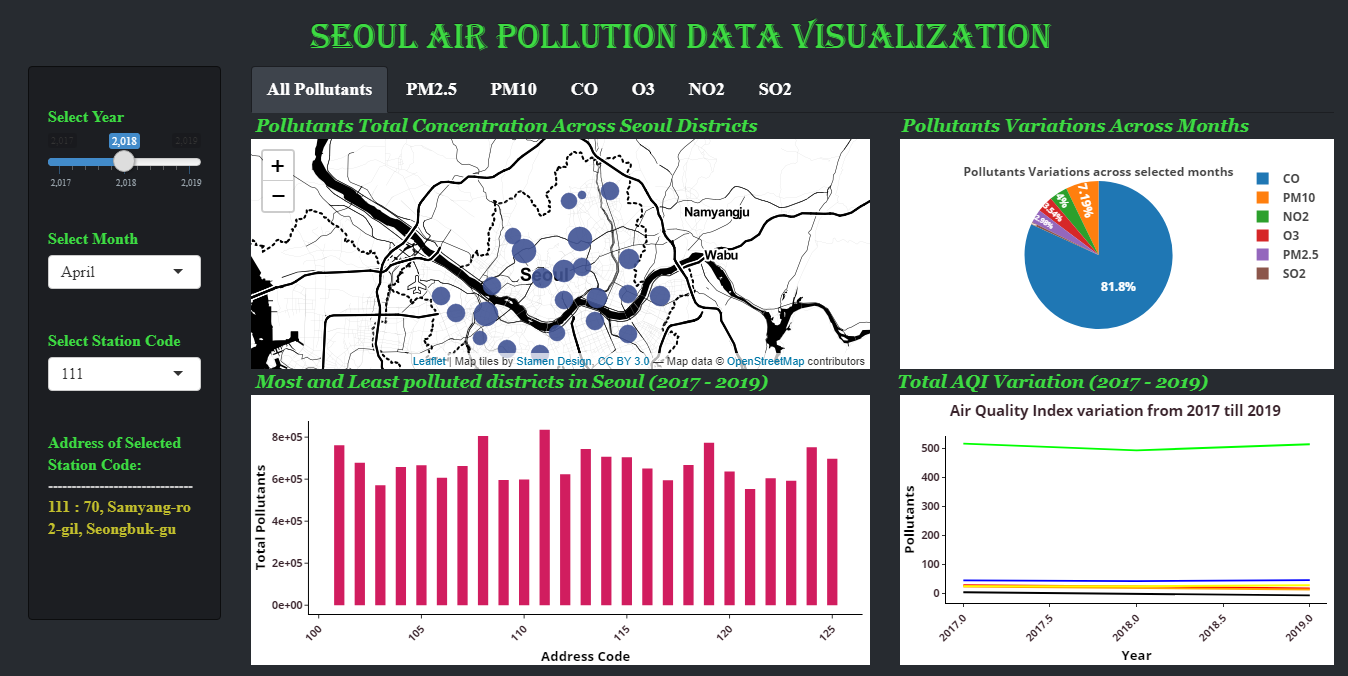 SEOUL AIR POLLUTION DATA VISUALIZATION
Select Year
2,017 2,018 2,019
2,017 2,018 2,019
Select Month
April
Select Station Code
111
Address of Selected
Station Code:
-------------------------------
111 : 70, Samyang-ro
2-gil, Seongbuk-gu
All Pollutants PM2.5 PM10 CO O3 NO2 SO2
Pollutants Total Concentration Across Seoul Districts
+
−
Namyangju
Wabu
Seoul
Leaflet | Map tiles by Stamen Design, CC BY 3.0 — Map data © OpenStreetMap contributors
Pollutants Variations Across Months
Pollutants Variations across selected months
7.19%
4%
2.98%
81.8%
CO
PM10
NO2
O3
PM2.5
SO2
Most and Least polluted districts in Seoul (2017 - 2019)
Total Pollutants
8e+05
6e+05
4e+05
2e+05
0e+00
100 105 110 115 120 125
Address Code
Total AQI Variation (2017 - 2019)
Air Quality Index variation from 2017 till 2019
Pollutants
500
400
300
200
100
0
2017.0 2017.5 2018.0 2018.5 2019.0
Year